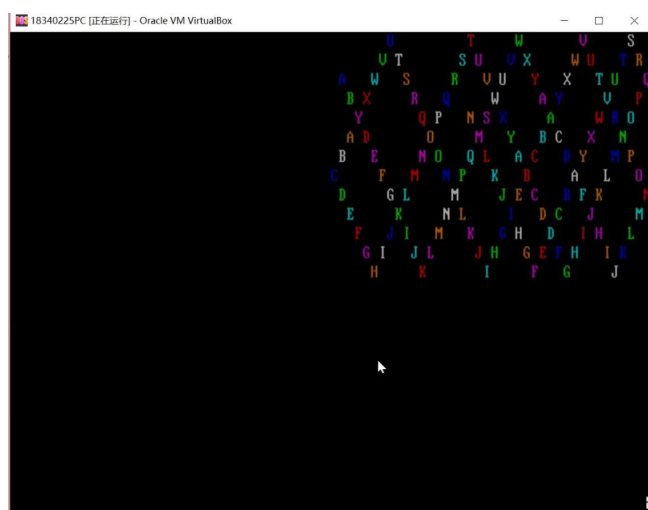 18340225PC [正在运行] - Oracle VM VirtualBox
U T W V S
V T S U V X W U T R
A W S R V U Y X T U
B X R Q W A Y V P
Y Q P N S X A W B O
A D O M Y B C X N
B E N O Q L A C D Y M P
C F M M P K B A L O
D G L M J E C D F K
E K N L I D C J M
F J I M K G H D I H L
G I J L J H G E F H I K
H K I F G J